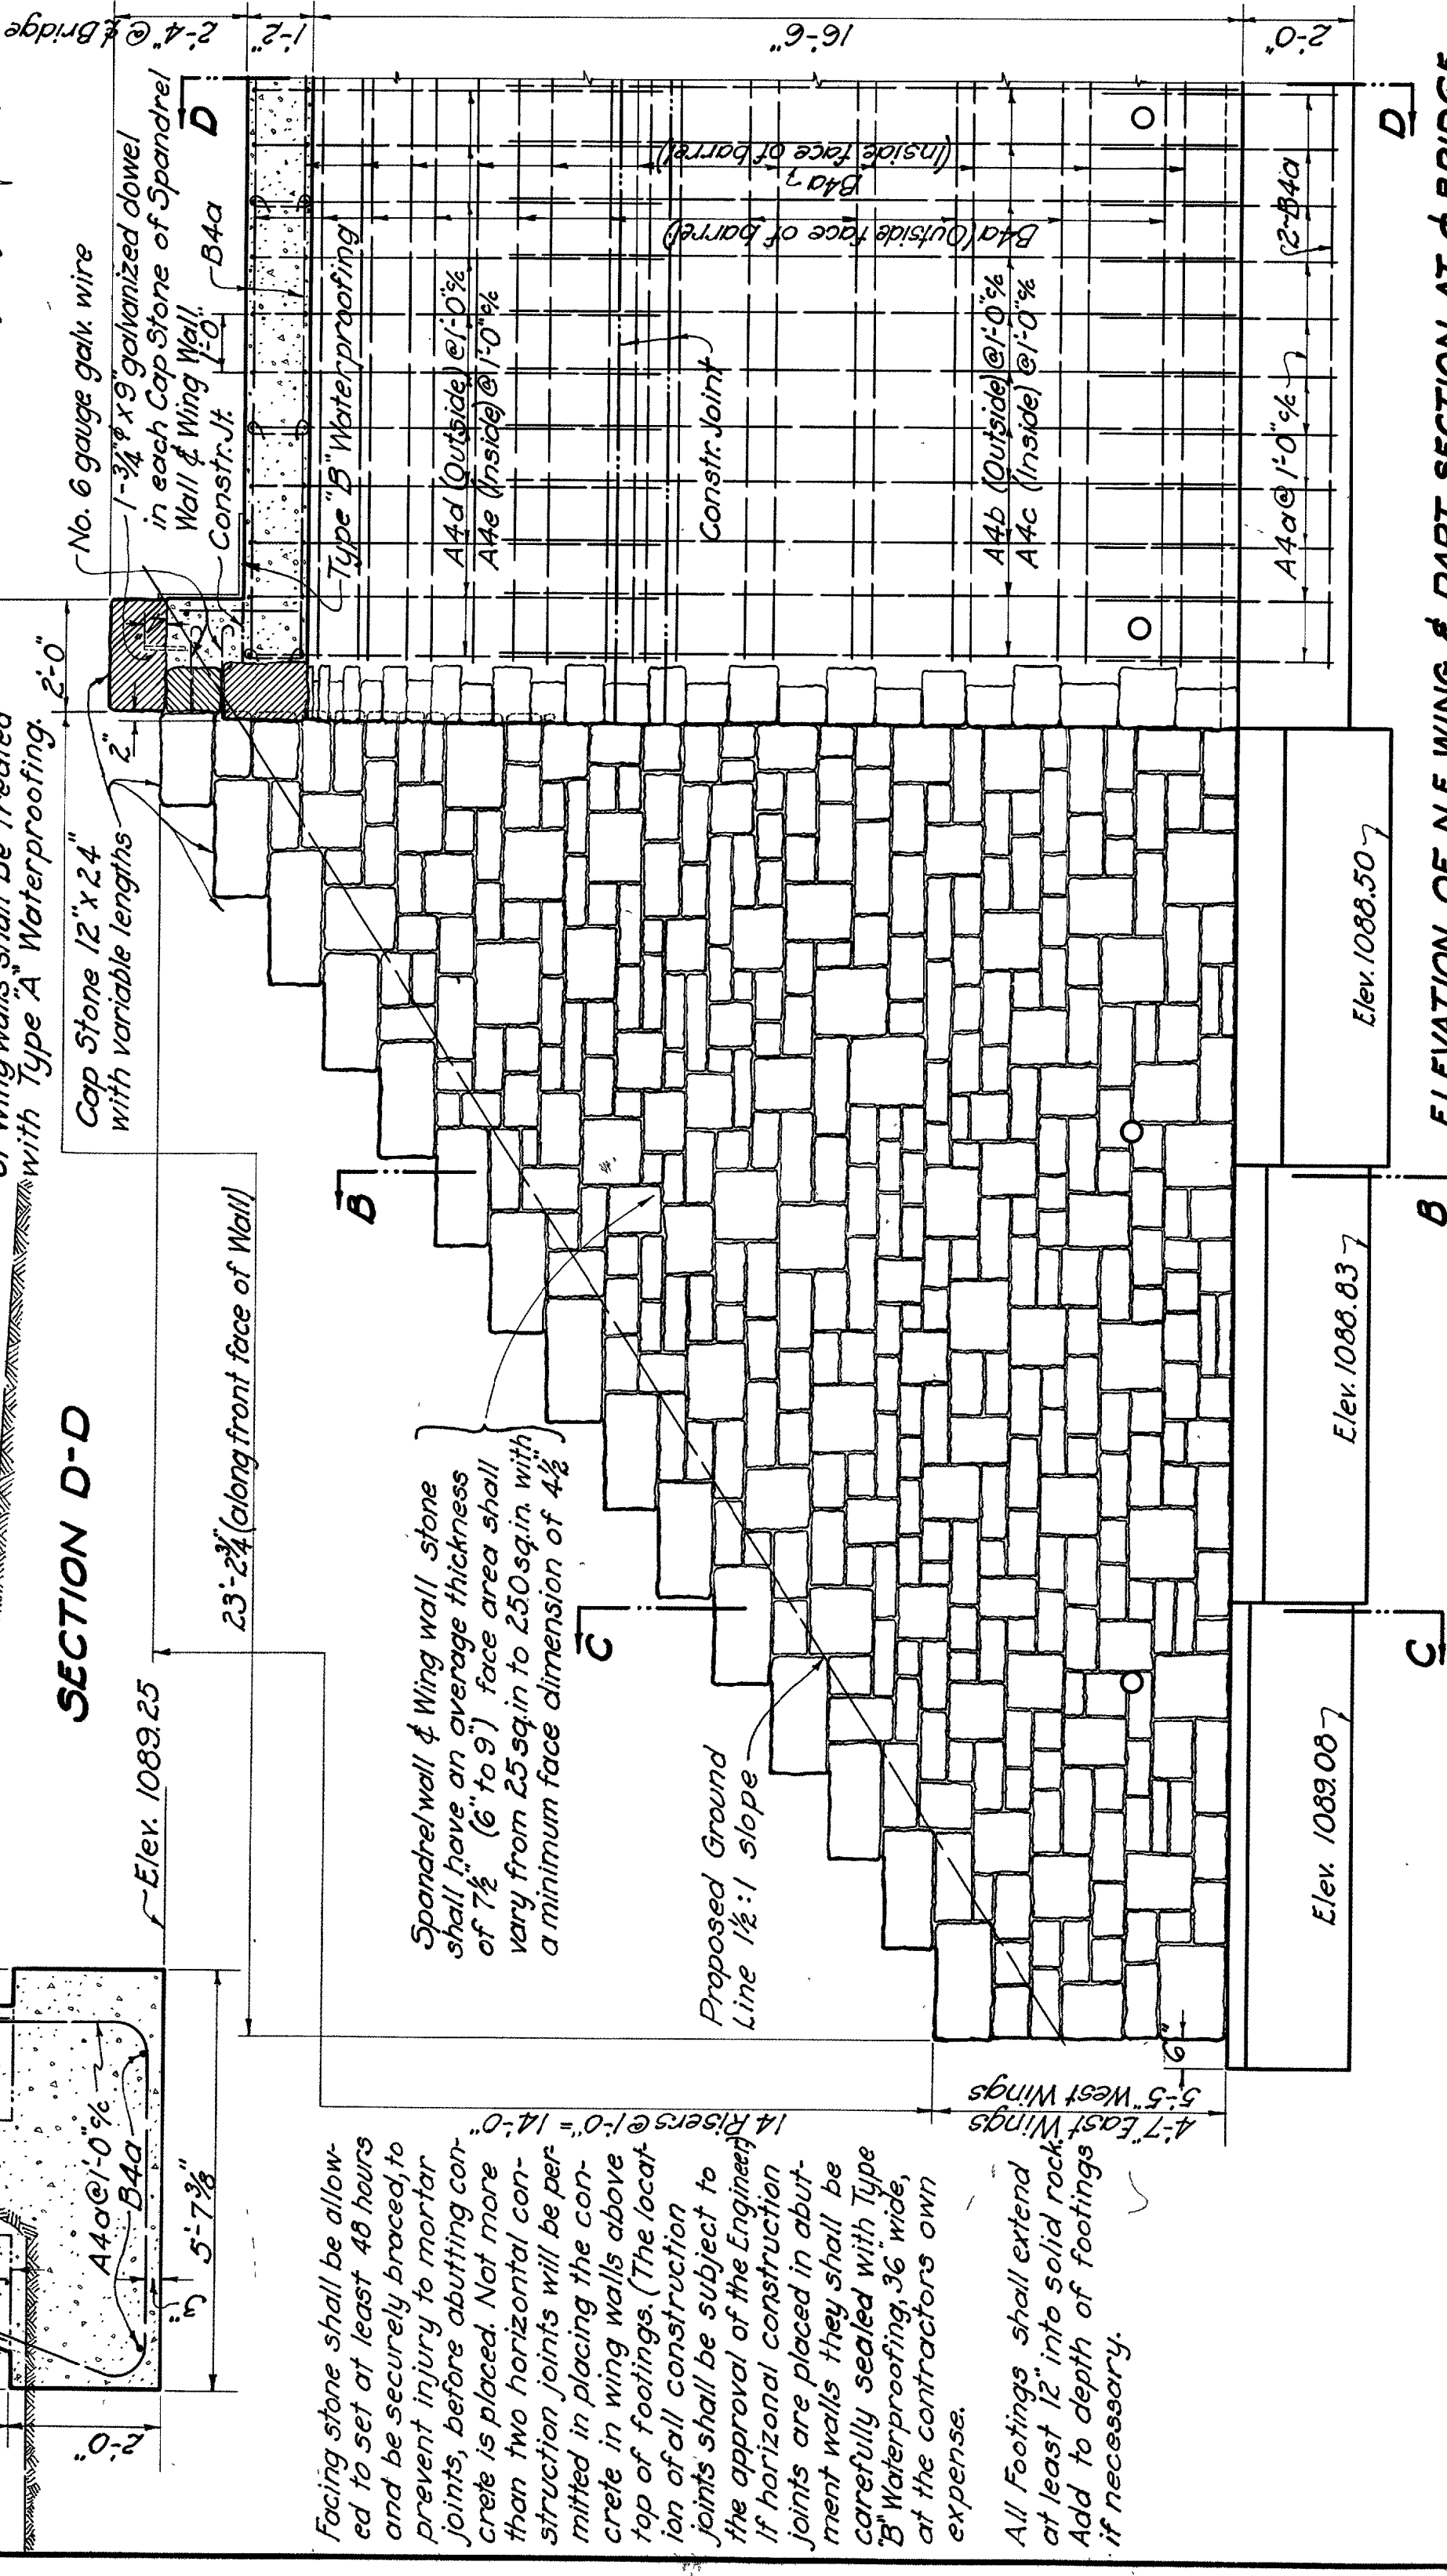 of Wing Walls shall be treated
with Type "A" Waterproofing.
SECTION D-D
Elev. 1089.25
A4a@1'-0" c/c
B4a
3"
5'-7 3/8"
2'-0"
23'-2 3/4" (along front face of Wall)
Cap Stone 12" x 24"
with variable lengths
2"
2'-0"
No. 6 gauge galv. wire
1-3/4"φ x 9" galvanized dowel
in each Cap Stone of Spandrel
Wall & Wing Wall
1'-0"
Constr. Jt.
B4a
D
2'-4" @ ℄ Bridge
1'-2"
16'-6"
2'-0"
Type "B" Waterproofing
A4d (Outside) @ 1'-0" c/c
A4e (Inside) @ 1'-0" c/c
Constr. Joint
B4a
(Inside face of barrel)
B4a (Outside face of barrel)
A4b (Outside) @ 1'-0" c/c
A4c (Inside) @ 1'-0" c/c
A4a @ 1'-0" c/c
2-B4a
D
B
Spandrel wall & Wing wall stone
shall have an average thickness
of 7½" (6" to 9") face area shall
vary from 25 sq.in to 250 sq.in. with
a minimum face dimension of 4½"
C
Proposed Ground
Line 1½:1 slope
14 Risers @ 1'-0" = 14'-0"
4'-7" East Wings
5'-5" West Wings
6"
Elev. 1089.08
Elev. 1088.83
Elev. 1088.50
C
B
ELEVATION OF N.E. WING & PART SECTION AT ℄ BRIDGE
Facing stone shall be allow-
ed to set at least 48 hours
and be securely braced, to
prevent injury to mortar
joints, before abutting con-
crete is placed. Not more
than two horizontal con-
struction joints will be per-
mitted in placing the con-
crete in wing walls above
top of footings. (The locat-
ion of all construction
joints shall be subject to
the approval of the Engineer)
If horizonal construction
joints are placed in abut-
ment walls they shall be
carefully sealed with Type
"B" Waterproofing, 36" wide,
at the contractors own
expense.
All Footings shall extend
at least 12" into solid rock.
Add to depth of footings
if necessary.